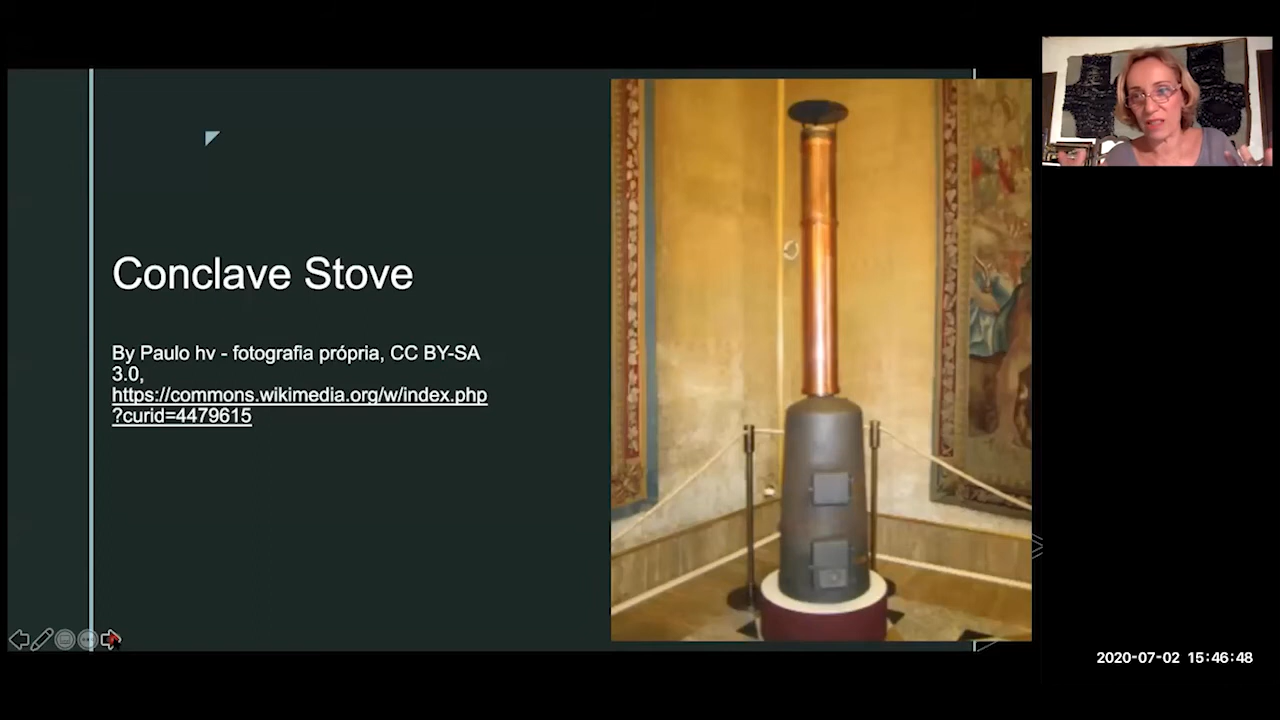 Conclave Stove
By Paulo hv - fotografia própria, CC BY-SA
3.0,
https://commons.wikimedia.org/w/index.php
?curid=4479615
2020-07-02 15:46:48